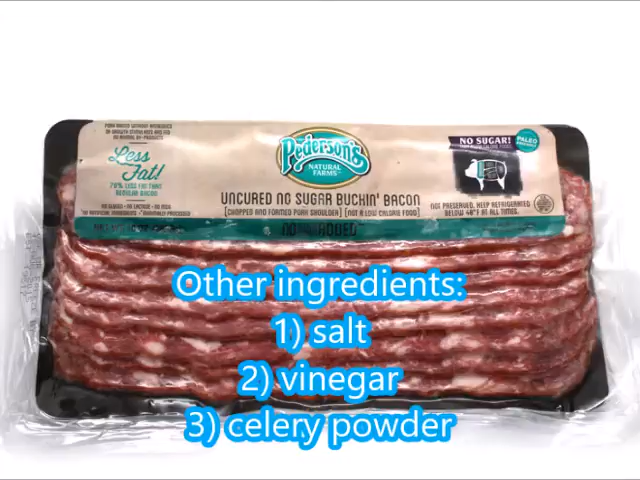 Less
Fat!
REGULAR BACON
Pederson's
NATURAL
FARMS
NO SUGAR!
PALEO
UNCURED NO SUGAR BUCKIN' BACON
[CHOPPED AND FORMED PORK SHOULDER] [NOT A LOW CALORIE FOOD]
NOT PRESERVED, KEEP REFRIGERATED
BELOW 40°F AT ALL TIMES.
Other ingredients:
1) salt
2) vinegar
3) celery powder